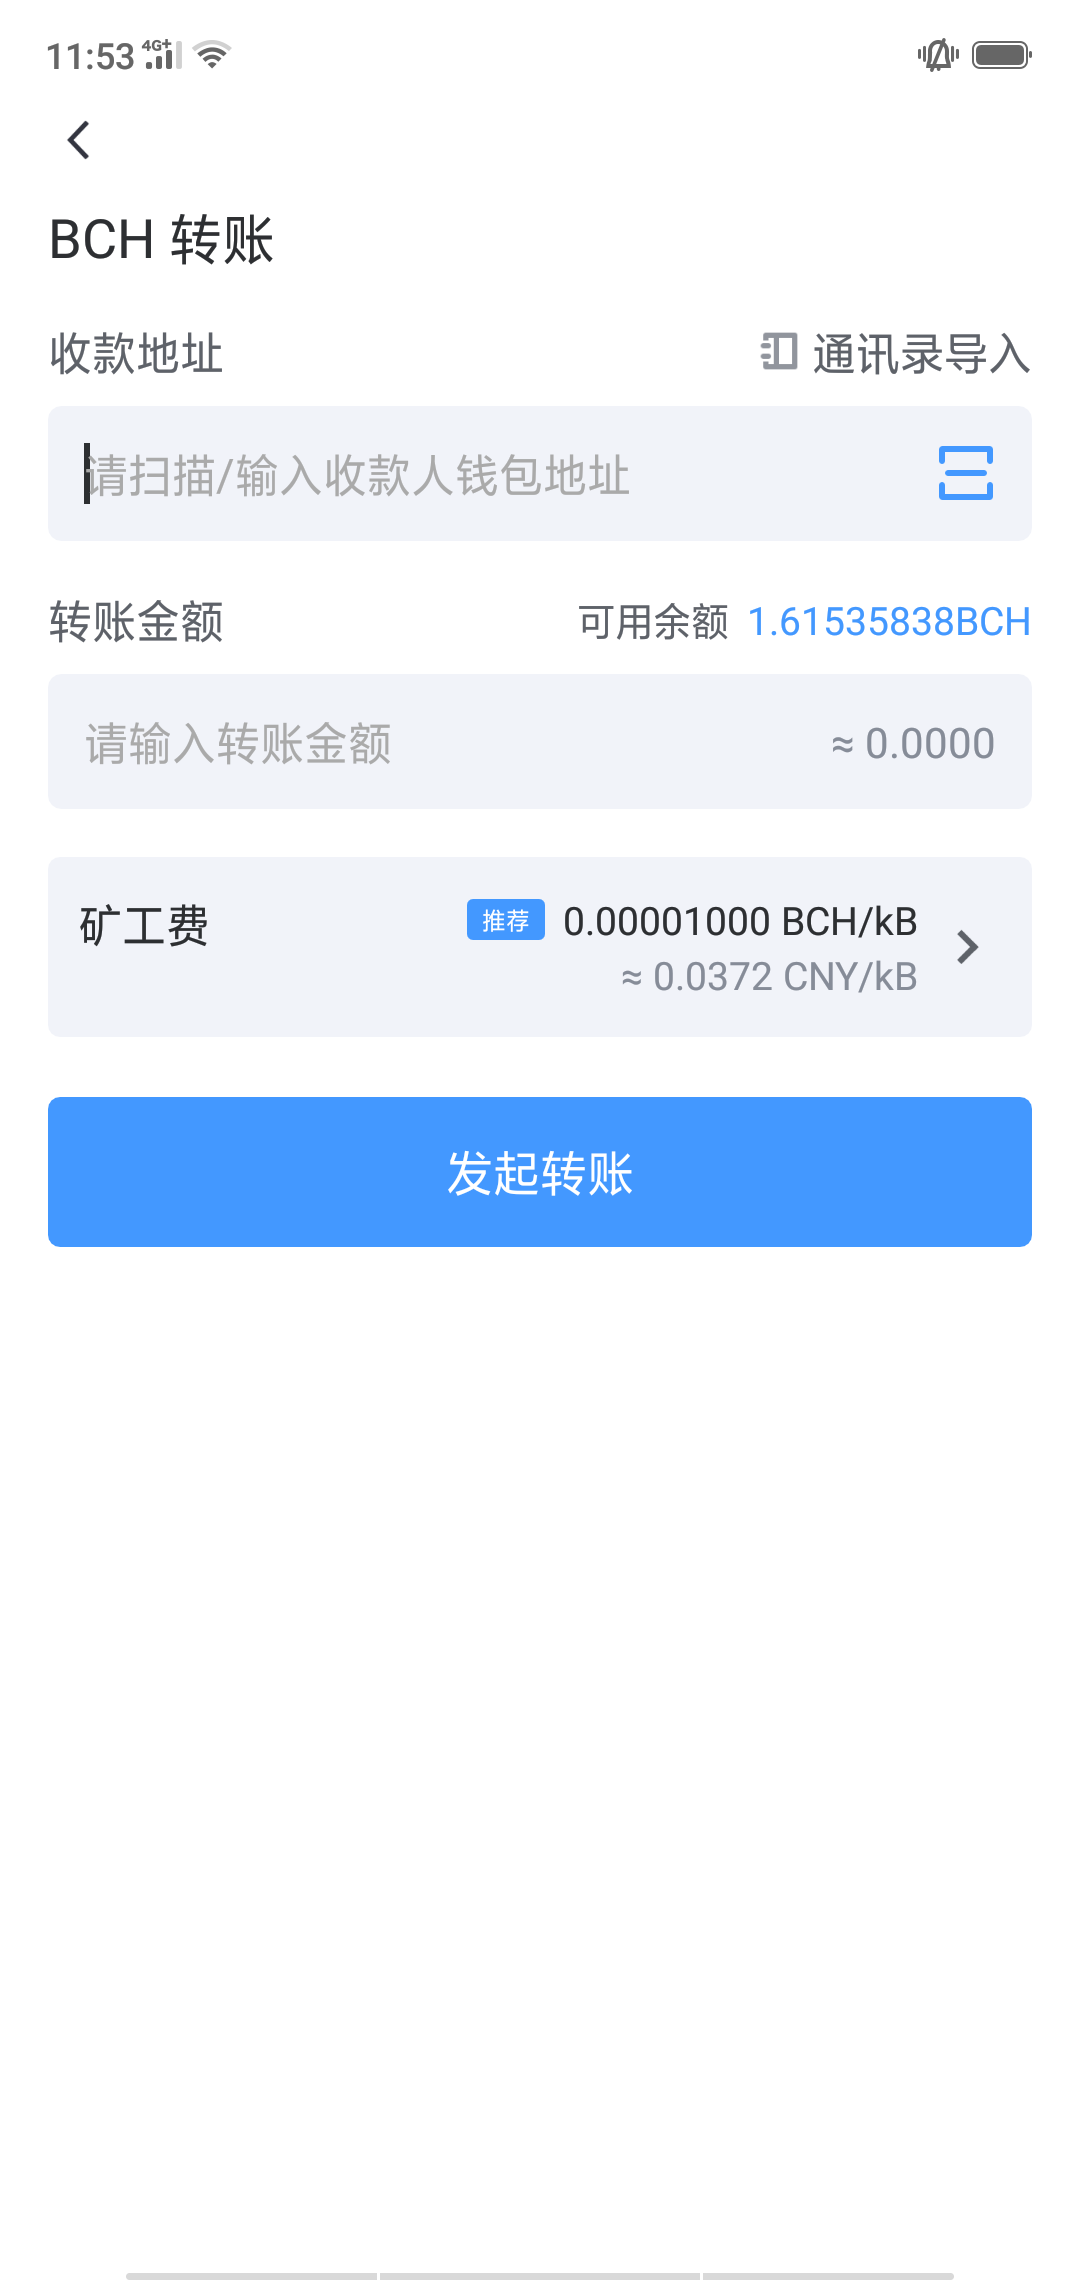 11:53 4G+
BCH 转账
收款地址 通讯录导入
请扫描/输入收款人钱包地址
转账金额 可用余额 1.61535838BCH
请输入转账金额 ≈ 0.0000
矿工费 推荐 0.00001000 BCH/kB
≈ 0.0372 CNY/kB
发起转账